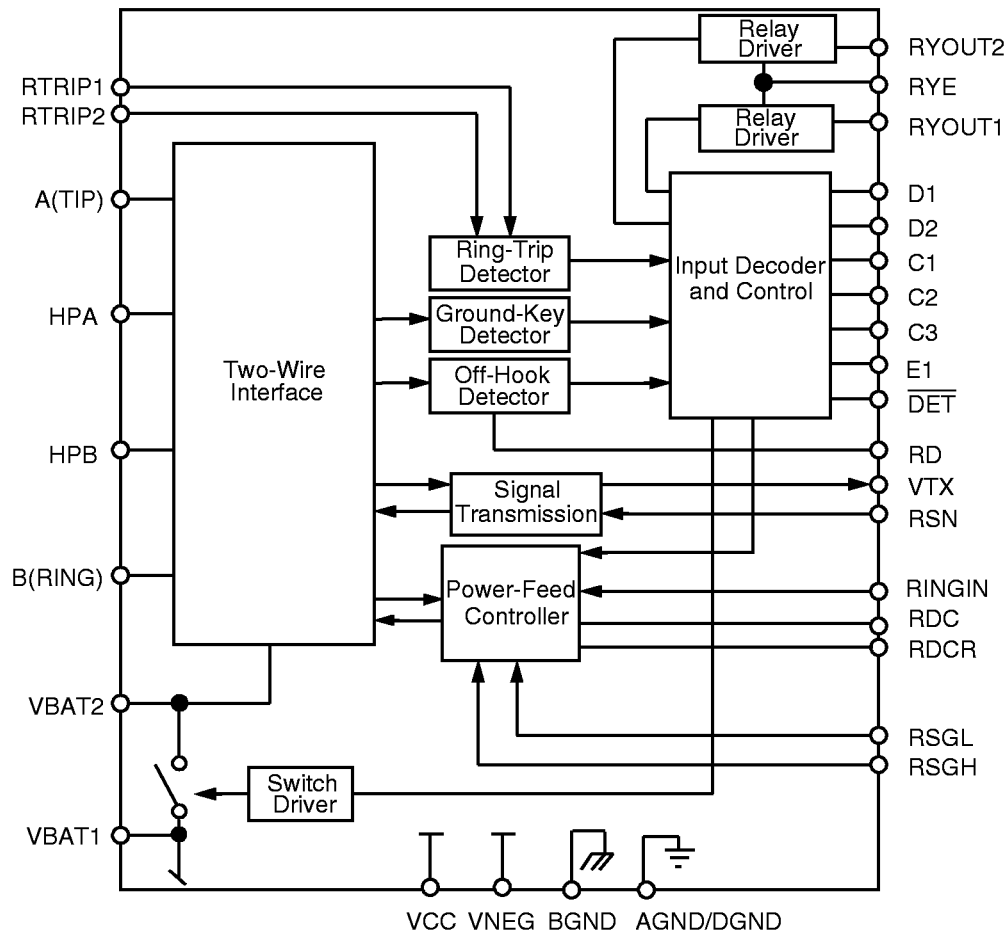 Relay
Driver
RYOUT2
RYE
RTRIP1
RTRIP2
Relay
Driver
RYOUT1
A(TIP)
D1
D2
Ring-Trip
Detector
Input Decoder
and Control
C1
C2
HPA
Ground-Key
Detector
C3
Two-Wire
Interface
Off-Hook
Detector
E1
DET
HPB
RD
Signal
Transmission
VTX
RSN
B(RING)
Power-Feed
Controller
RINGIN
RDC
RDCR
VBAT2
RSGL
RSGH
Switch
Driver
VBAT1
VCC VNEG BGND AGND/DGND